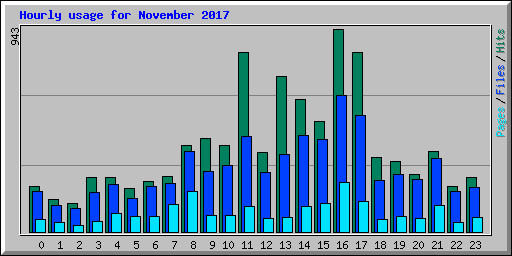 Hourly usage for November 2017
943
Pages / Files / Hits
0 1 2 3 4 5 6 7 8 9 10 11 12 13 14 15 16 17 18 19 20 21 22 23